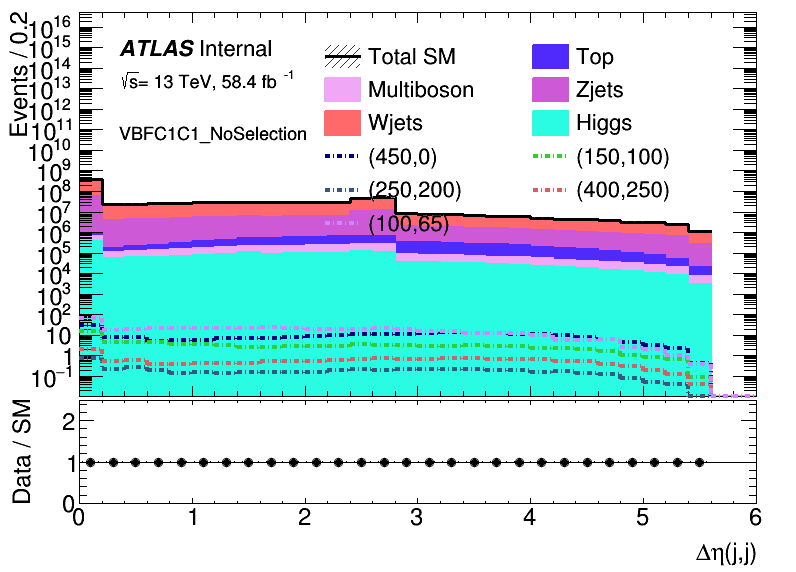 Events / 0.2
10^16
10^15
10^14
10^13
10^12
10^11
10^10
10^9
10^8
10^7
10^6
10^5
10^4
10^3
10^2
10
1
10^−1
ATLAS Internal
√s= 13 TeV, 58.4 fb^-1
VBFC1C1_NoSelection
Total SM
Top
Multiboson
Zjets
Wjets
Higgs
(450,0)
(150,100)
(250,200)
(400,250)
(100,65)
Data / SM
2
1
0
0 1 2 3 4 5 6
Δη(j,j)